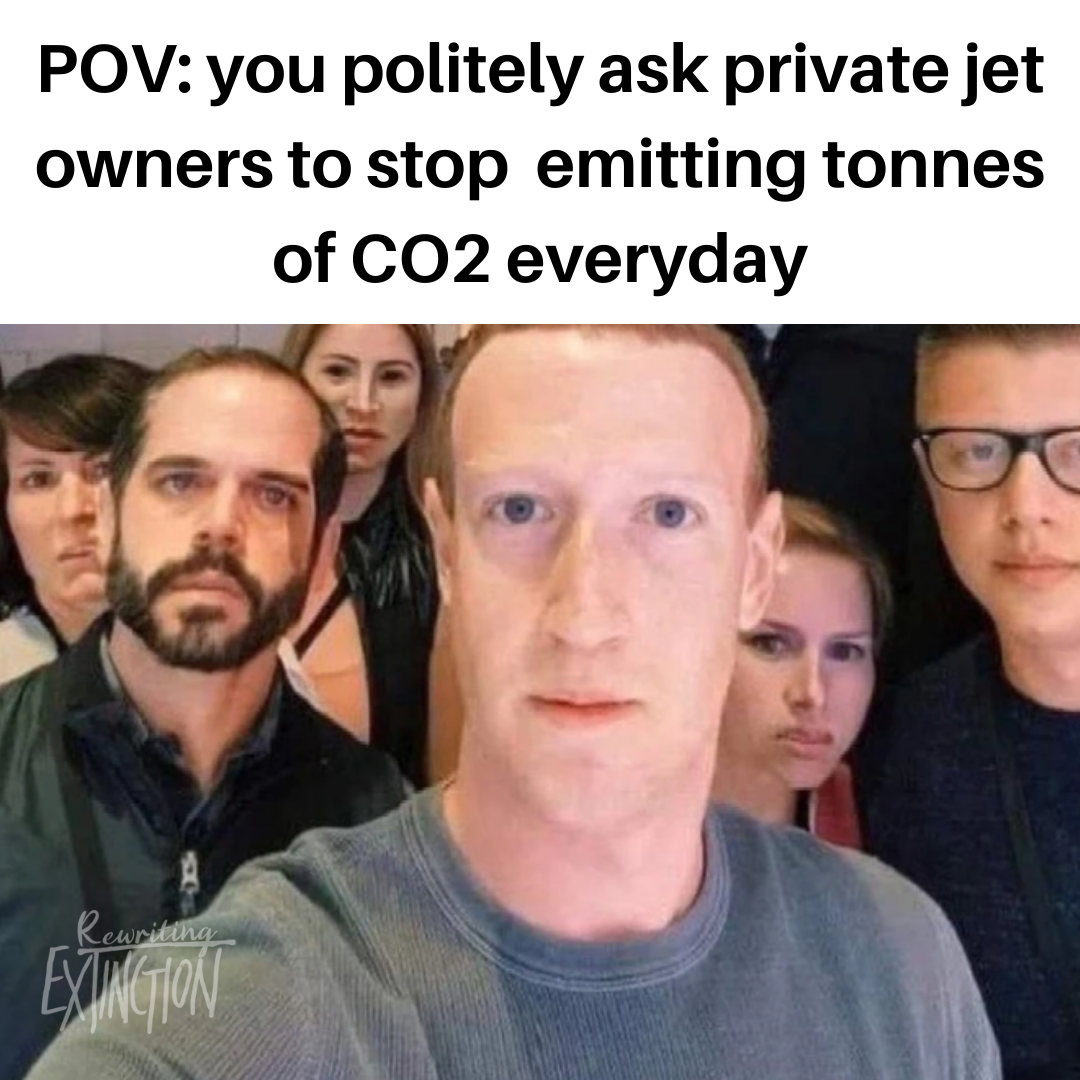 POV: you politely ask private jet
owners to stop  emitting tonnes
of CO2 everyday
Rewriting
EXTINCTION